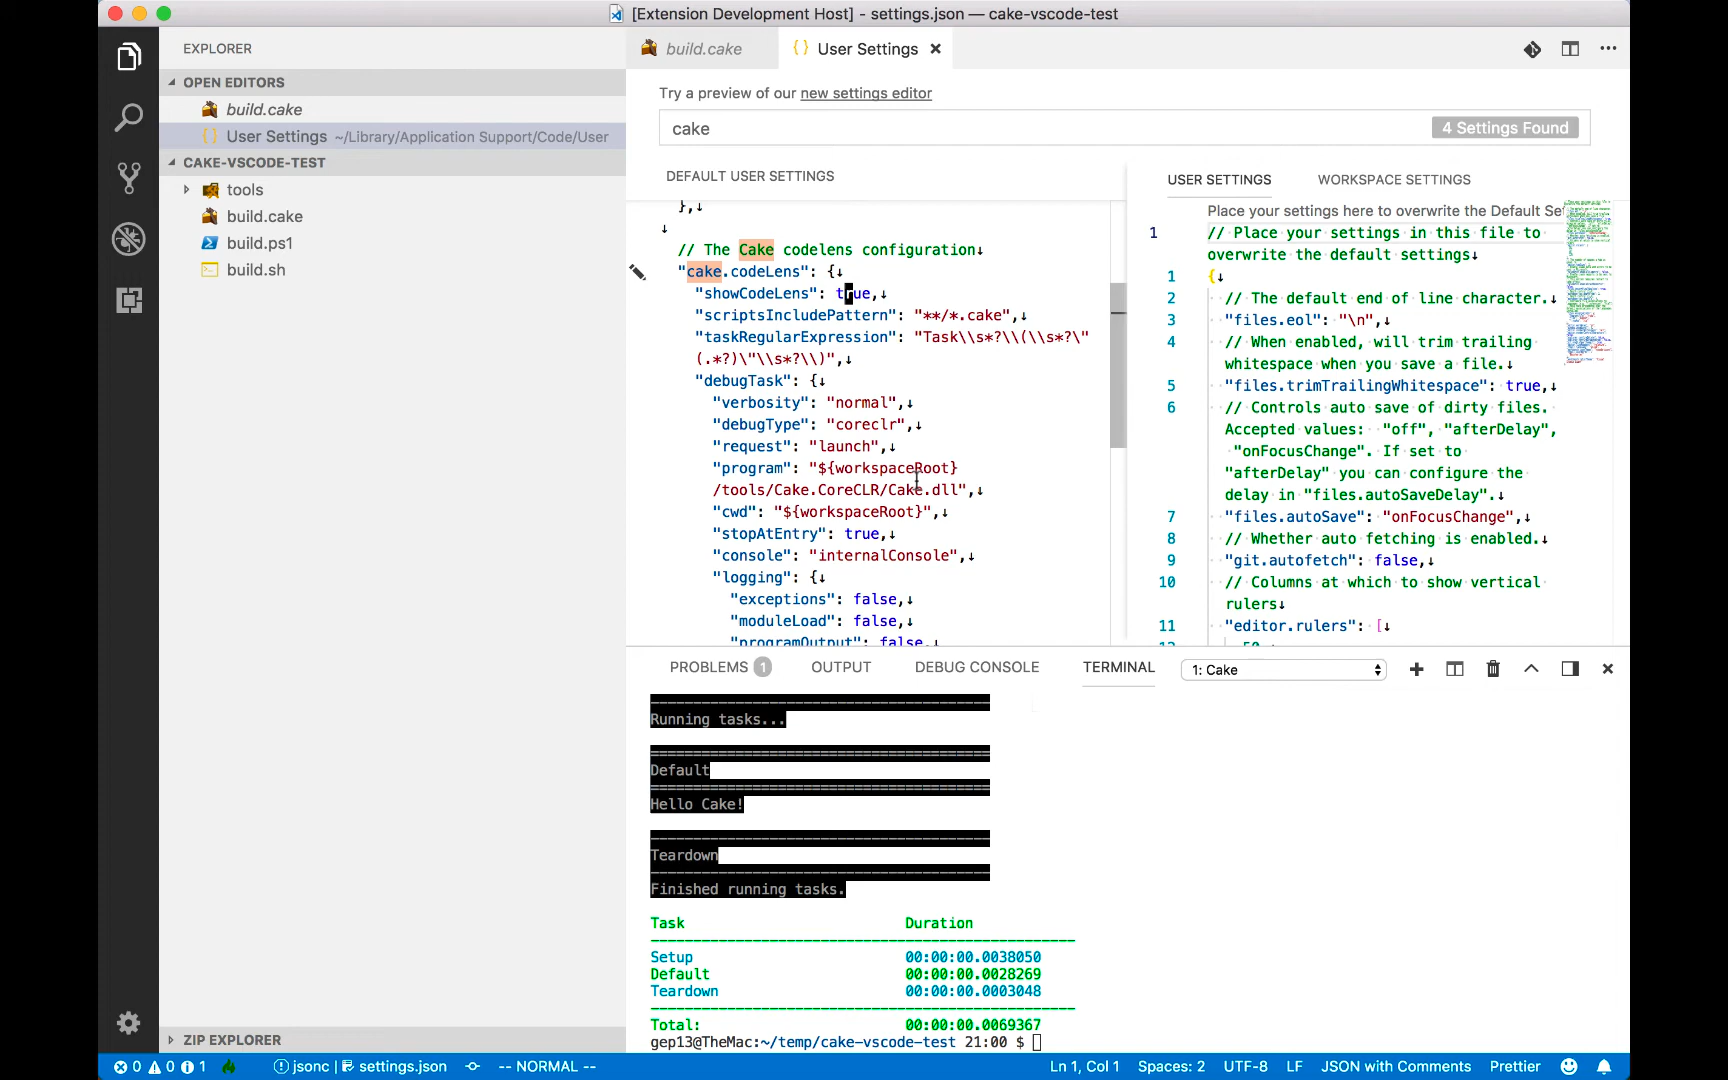 [Extension Development Host] - settings.json — cake-vscode-test
EXPLORER
OPEN EDITORS
build.cake
User Settings ~/Library/Application Support/Code/User
CAKE-VSCODE-TEST
tools
build.cake
build.ps1
build.sh
ZIP EXPLORER
build.cake
{} User Settings ×
Try a preview of our new settings editor
cake
4 Settings Found
DEFAULT USER SETTINGS
},↓
↓
// The Cake codelens configuration↓
"cake.codeLens": {↓
"showCodeLens": true,↓
"scriptsIncludePattern": "**/*.cake",↓
"taskRegularExpression": "Task\\s*?\\(\\s*?\"
(.*?)\"\\s*?\\)",↓
"debugTask": {↓
"verbosity": "normal",↓
"debugType": "coreclr",↓
"request": "launch",↓
"program": "${workspaceRoot}
/tools/Cake.CoreCLR/Cake.dll",↓
"cwd": "${workspaceRoot}",↓
"stopAtEntry": true,↓
"console": "internalConsole",↓
"logging": {↓
"exceptions": false,↓
"moduleLoad": false,↓
"programOutput": false,↓
USER SETTINGS WORKSPACE SETTINGS
Place your settings here to overwrite the Default Se
1 // Place your settings in this file to
overwrite the default settings↓
1 {↓
2 // The default end of line character.↓
3 "files.eol": "\n",↓
4 // When enabled, will trim trailing
whitespace when you save a file.↓
5 "files.trimTrailingWhitespace": true,↓
6 // Controls auto save of dirty files.
Accepted values: "off", "afterDelay",
"onFocusChange". If set to
"afterDelay" you can configure the
delay in "files.autoSaveDelay".↓
7 "files.autoSave": "onFocusChange",↓
8 // Whether auto fetching is enabled.↓
9 "git.autofetch": false,↓
10 // Columns at which to show vertical
rulers↓
11 "editor.rulers": [↓
PROBLEMS 1 OUTPUT DEBUG CONSOLE TERMINAL 1: Cake
========================================
Running tasks...
========================================
Default
========================================
Hello Cake!
----------------------------------------
Teardown
----------------------------------------
Finished running tasks.
Task Duration
--------------------------------------------------
Setup 00:00:00.0038050
Default 00:00:00.0028269
Teardown 00:00:00.0003048
--------------------------------------------------
Total: 00:00:00.0069367
gep13@TheMac:~/temp/cake-vscode-test 21:00 $
0 0 1 jsonc | settings.json -- NORMAL -- Ln 1, Col 1 Spaces: 2 UTF-8 LF JSON with Comments Prettier